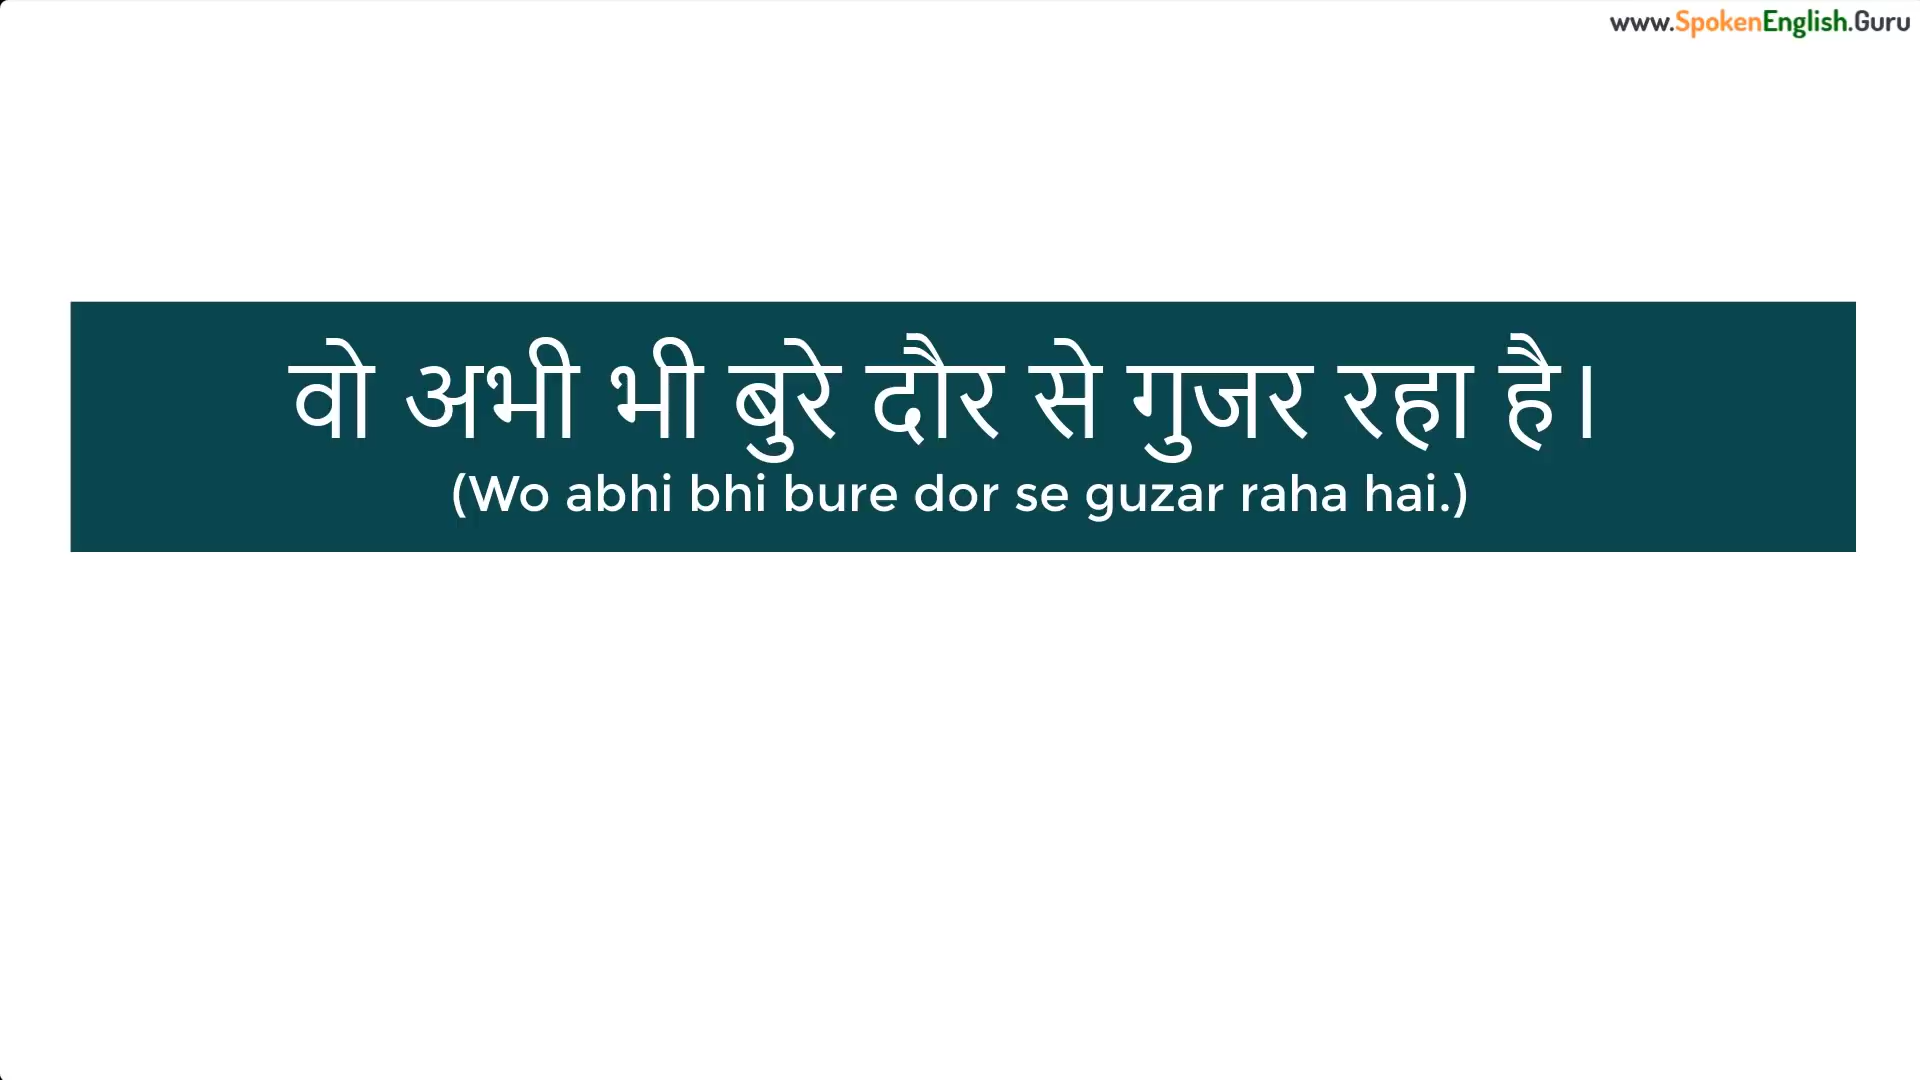 www.SpokenEnglish.Guru
वो अभी भी बुरे दौर से गुजर रहा है।
(Wo abhi bhi bure dor se guzar raha hai.)